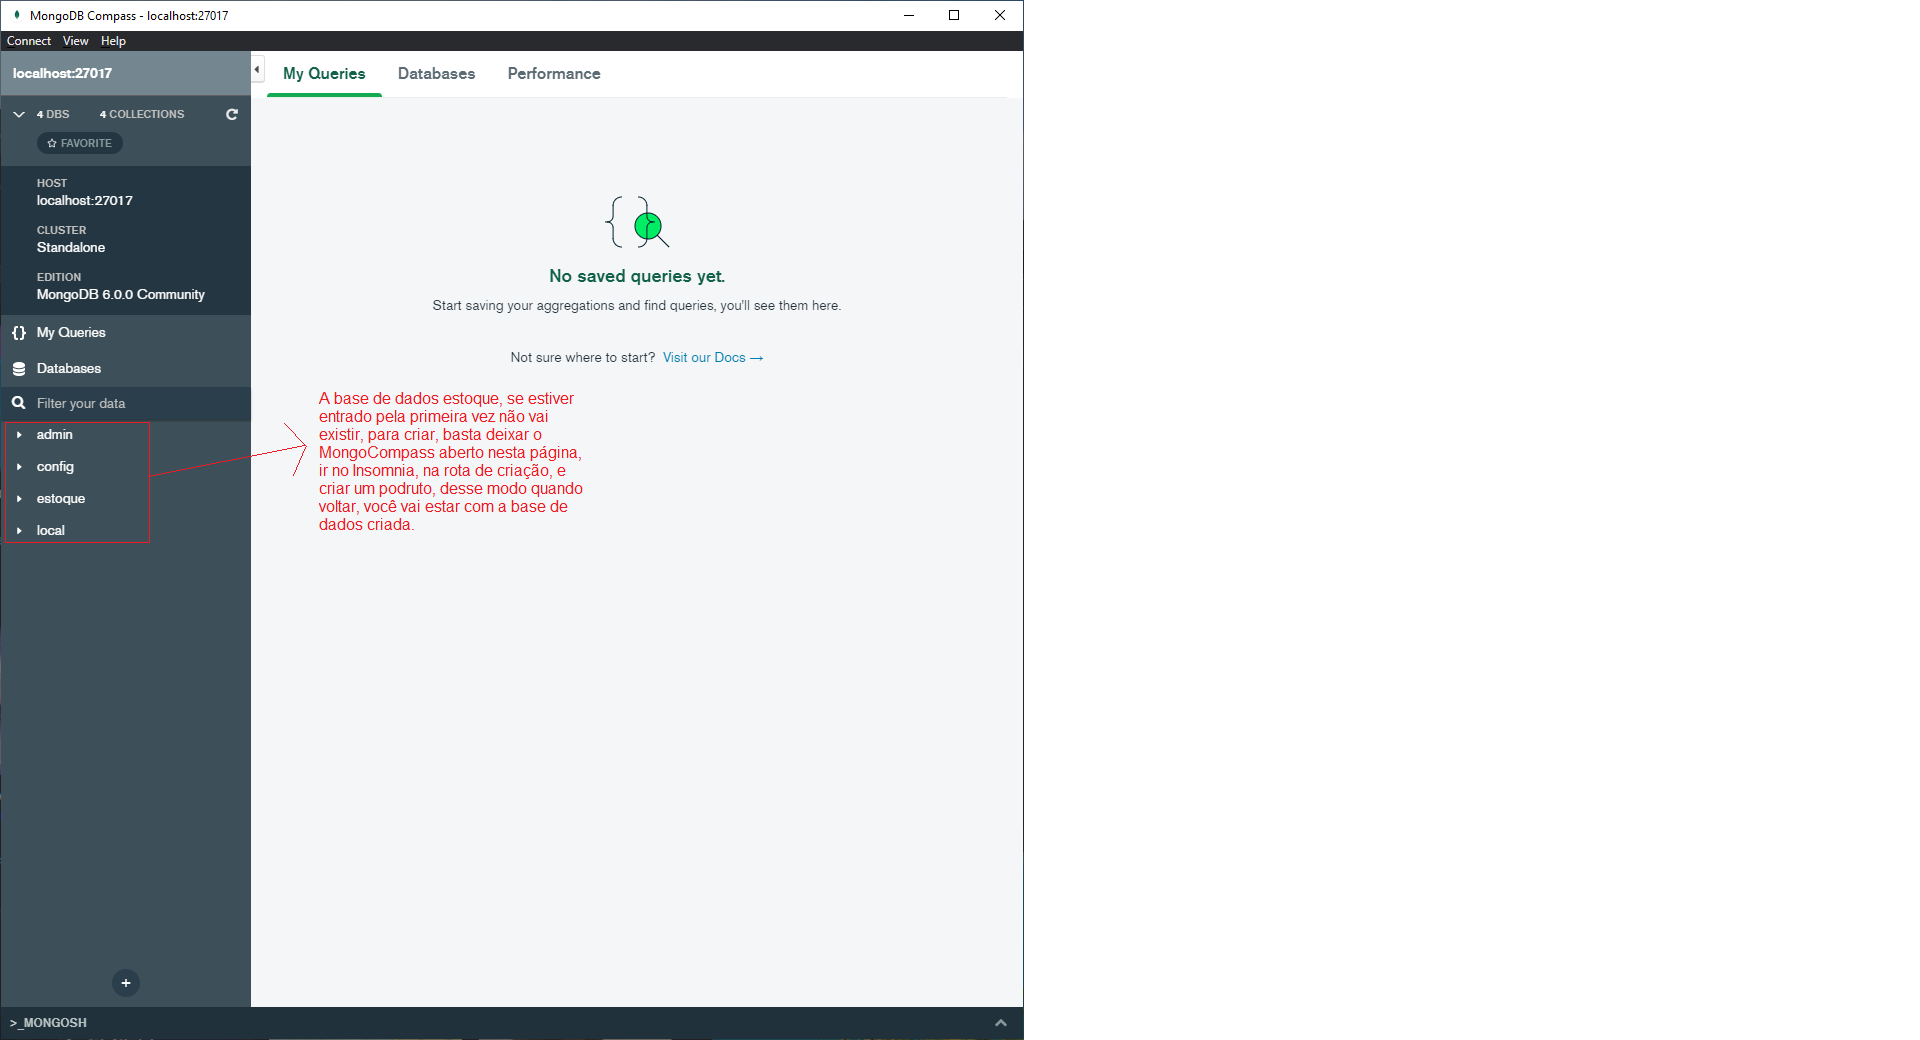 MongoDB Compass - localhost:27017
Connect View Help
localhost:27017
My Queries Databases Performance
4 DBS 4 COLLECTIONS
FAVORITE
HOST
localhost:27017
CLUSTER
Standalone
EDITION
MongoDB 6.0.0 Community
{} My Queries
Databases
Filter your data
admin
config
estoque
local
No saved queries yet.
Start saving your aggregations and find queries, you'll see them here.
Not sure where to start? Visit our Docs →
A base de dados estoque, se estiver
entrado pela primeira vez não vai
existir, para criar, basta deixar o
MongoCompass aberto nesta página,
ir no Insomnia, na rota de criação, e
criar um podruto, desse modo quando
voltar, você vai estar com a base de
dados criada.
+
>_MONGOSH